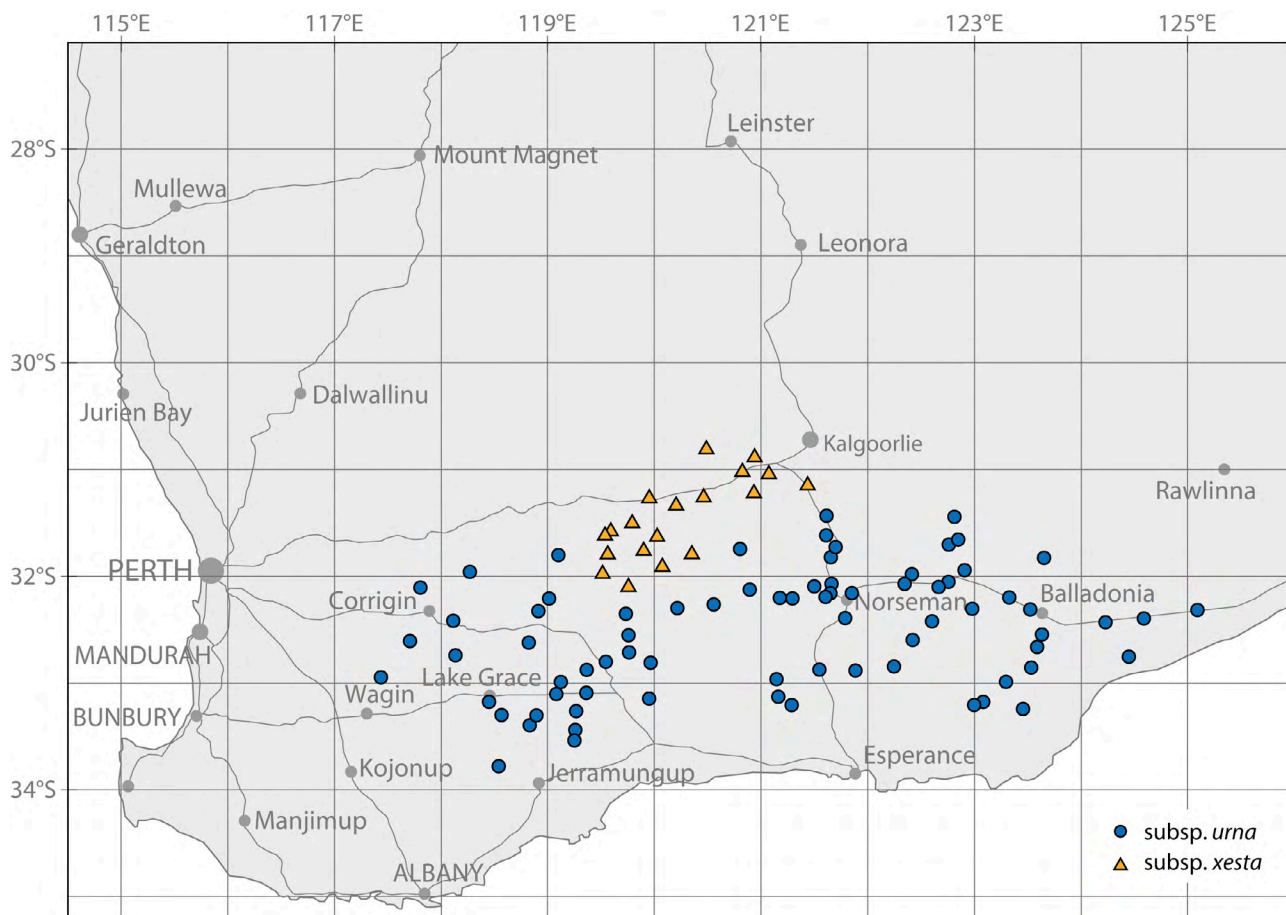 115°E 117°E 119°E 121°E 123°E 125°E
Leinster
28°S
Mount Magnet
Mullewa
Geraldton
Leonora
30°S
Dalwallinu
Jurien Bay
Kalgoorlie
Rawlinna
PERTH
32°S
Corrigin
Norseman
Balladonia
MANDURAH
Lake Grace
Wagin
BUNBURY
Esperance
Kojonup
Jerramungup
34°S
Manjimup
subsp. urna
subsp. xesta
ALBANY